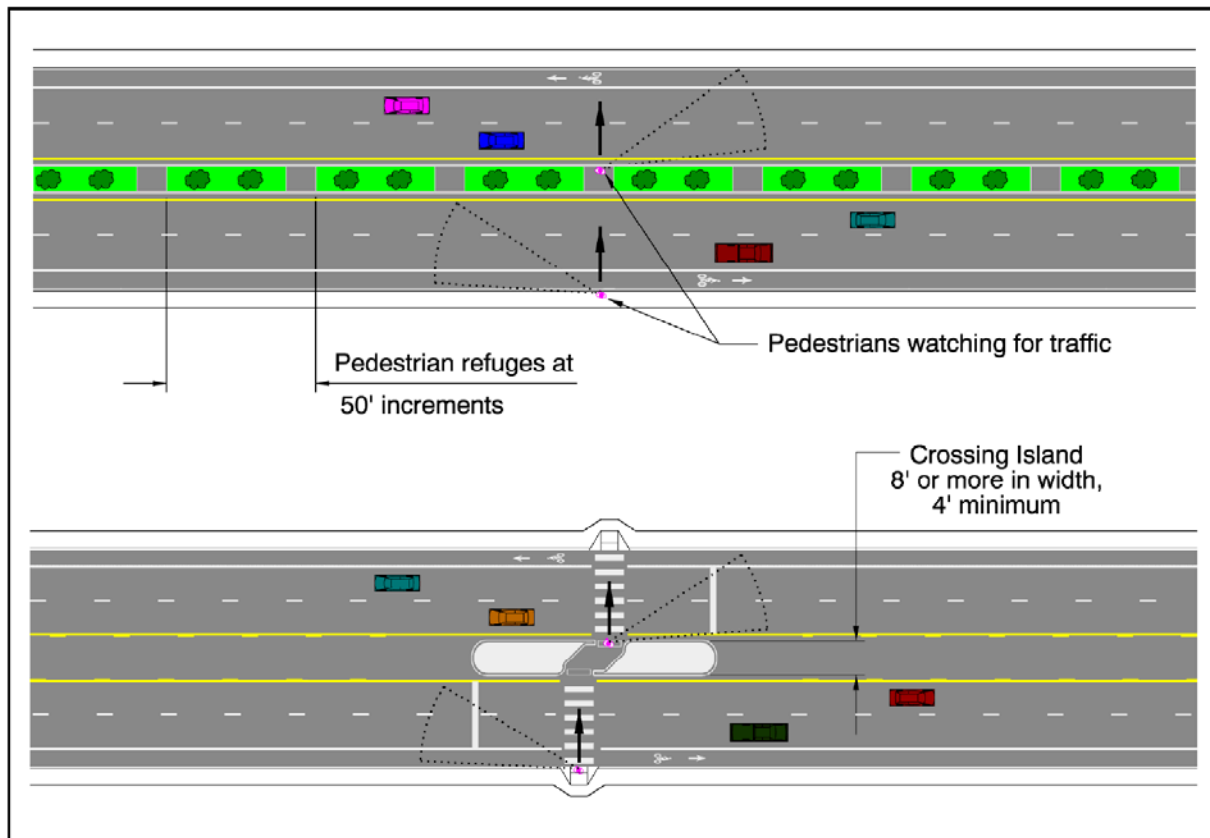 Pedestrians watching for traffic
Pedestrian refuges at
50' increments
Crossing Island
8' or more in width,
4' minimum